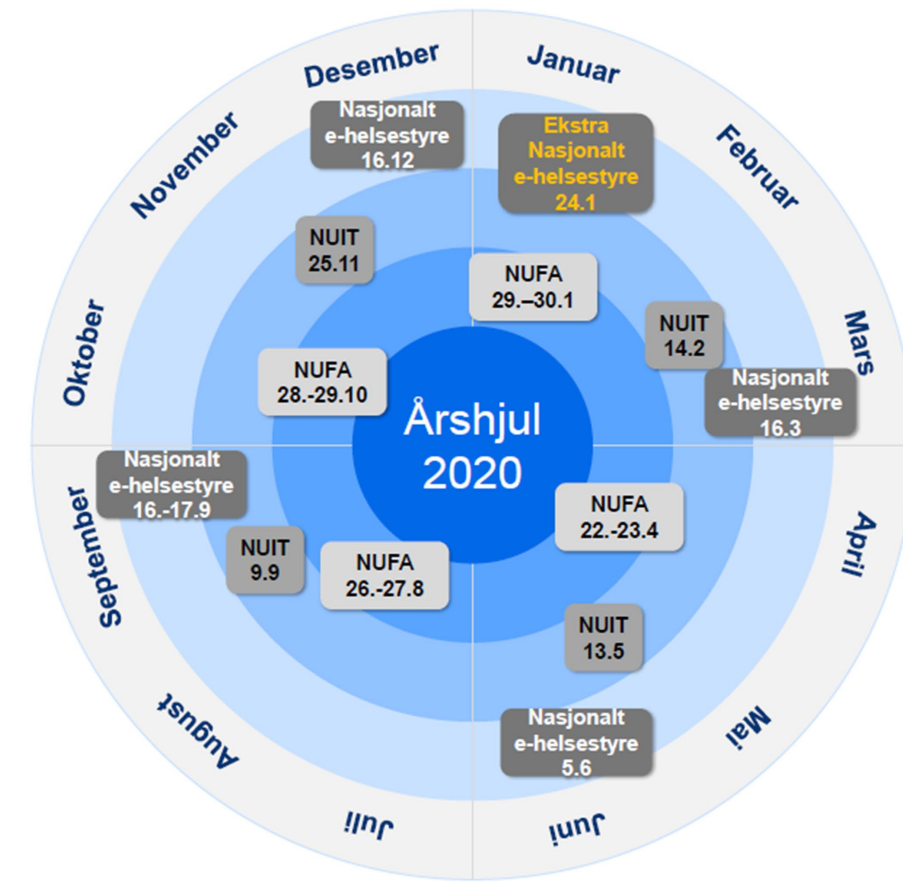 Januar
Februar
Mars
April
Mai
Juni
Juli
August
September
Oktober
November
Desember
Årshjul
2020
Ekstra
Nasjonalt
e-helsestyre
24.1
NUFA
29.–30.1
NUIT
14.2
Nasjonalt
e-helsestyre
16.3
NUFA
22.-23.4
NUIT
13.5
Nasjonalt
e-helsestyre
5.6
NUFA
26.-27.8
NUIT
9.9
Nasjonalt
e-helsestyre
16.-17.9
NUFA
28.-29.10
NUIT
25.11
Nasjonalt
e-helsestyre
16.12